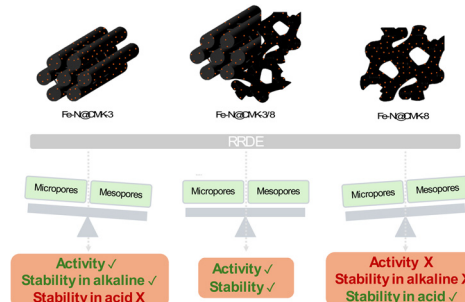 Fe-N@CMK-3
Fe-N@CMK-3/8
Fe-N@CMK-8
RRDE
Micropores Mesopores
Micropores Mesopores
Micropores Mesopores
Activity ✓
Stability in alkaline ✓
Stability in acid X
Activity ✓
Stability ✓
Activity X
Stability in alkaline X
Stability in acid ✓